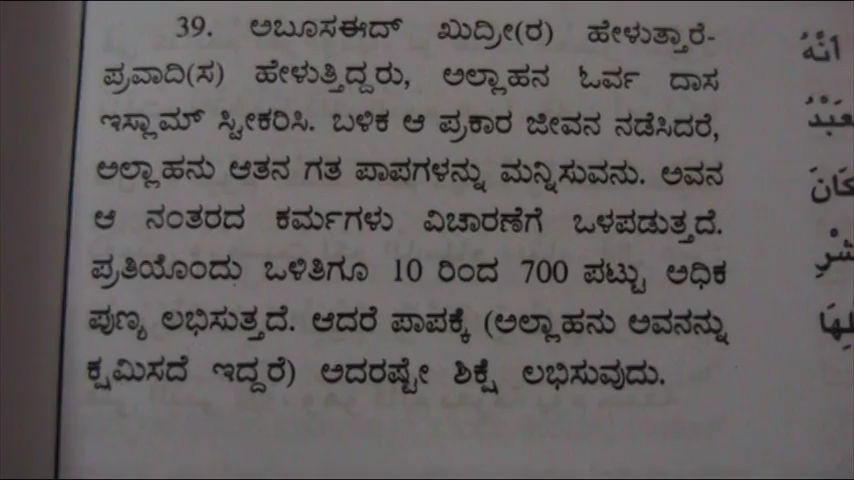 39. ಅಬೂಸಈದ್ ಖುದ್ರೀ(ರ) ಹೇಳುತ್ತಾರೆ-
ಪ್ರವಾದಿ(ಸ) ಹೇಳುತ್ತಿದ್ದರು, ಅಲ್ಲಾಹನ ಓರ್ವ ದಾಸ
ಇಸ್ಲಾಮ್ ಸ್ವೀಕರಿಸಿ. ಬಳಿಕ ಆ ಪ್ರಕಾರ ಜೀವನ ನಡೆಸಿದರೆ,
ಅಲ್ಲಾಹನು ಆತನ ಗತ ಪಾಪಗಳನ್ನು ಮನ್ನಿಸುವನು. ಅವನ
ಆ ನಂತರದ ಕರ್ಮಗಳು ವಿಚಾರಣೆಗೆ ಒಳಪಡುತ್ತದೆ.
ಪ್ರತಿಯೊಂದು ಒಳಿತಿಗೂ 10 ರಿಂದ 700 ಪಟ್ಟು ಅಧಿಕ
ಪುಣ್ಯ ಲಭಿಸುತ್ತದೆ. ಆದರೆ ಪಾಪಕ್ಕೆ (ಅಲ್ಲಾಹನು ಅವನನ್ನು
ಕ್ಷಮಿಸದೆ ಇದ್ದರೆ) ಅದರಷ್ಟೇ ಶಿಕ್ಷೆ ಲಭಿಸುವುದು.